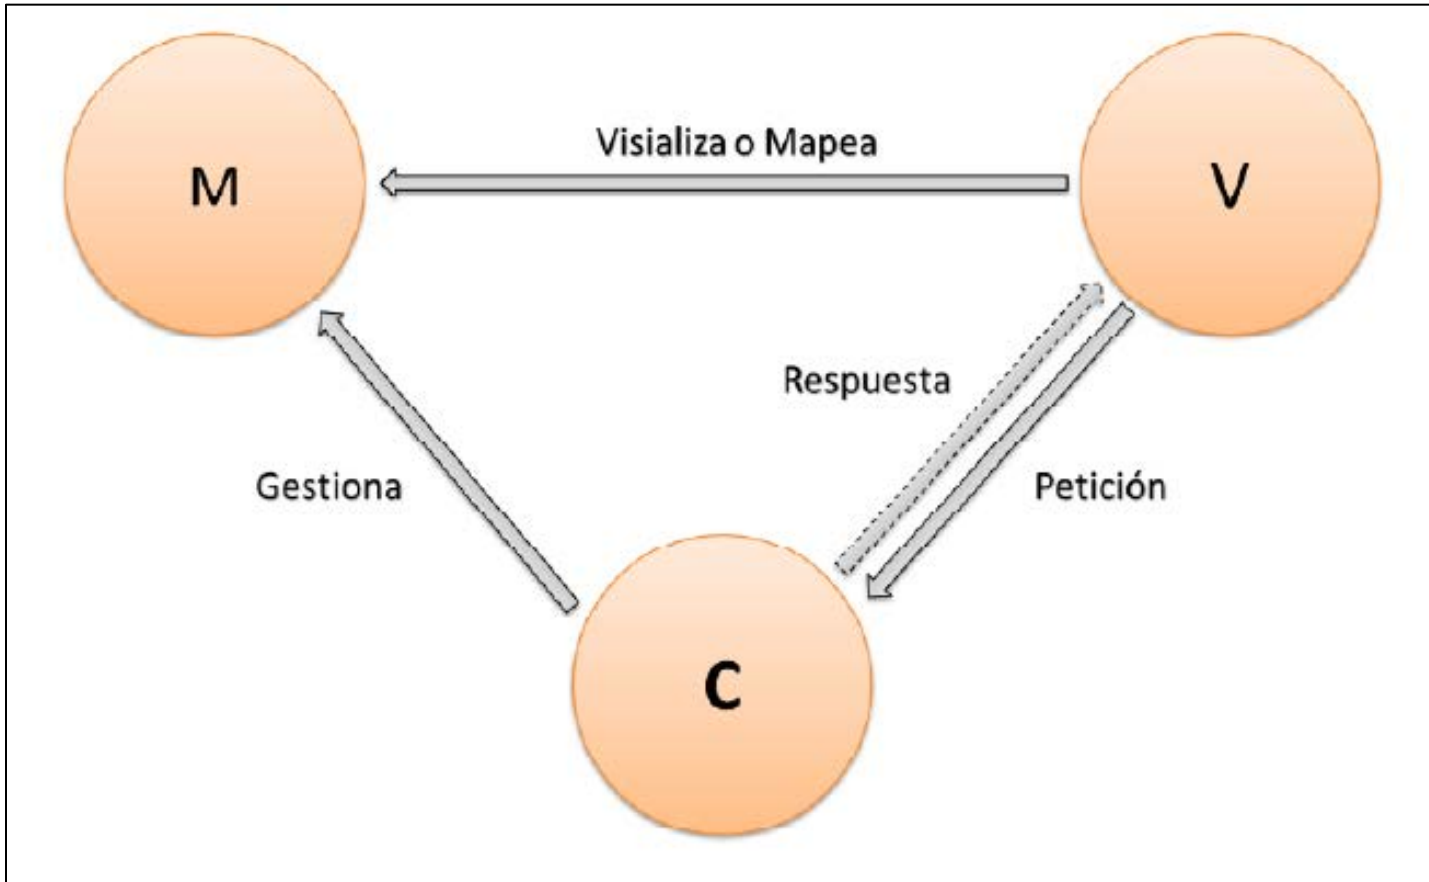 M
Visializa o Mapea
V
Respuesta
Gestiona
Petición
C